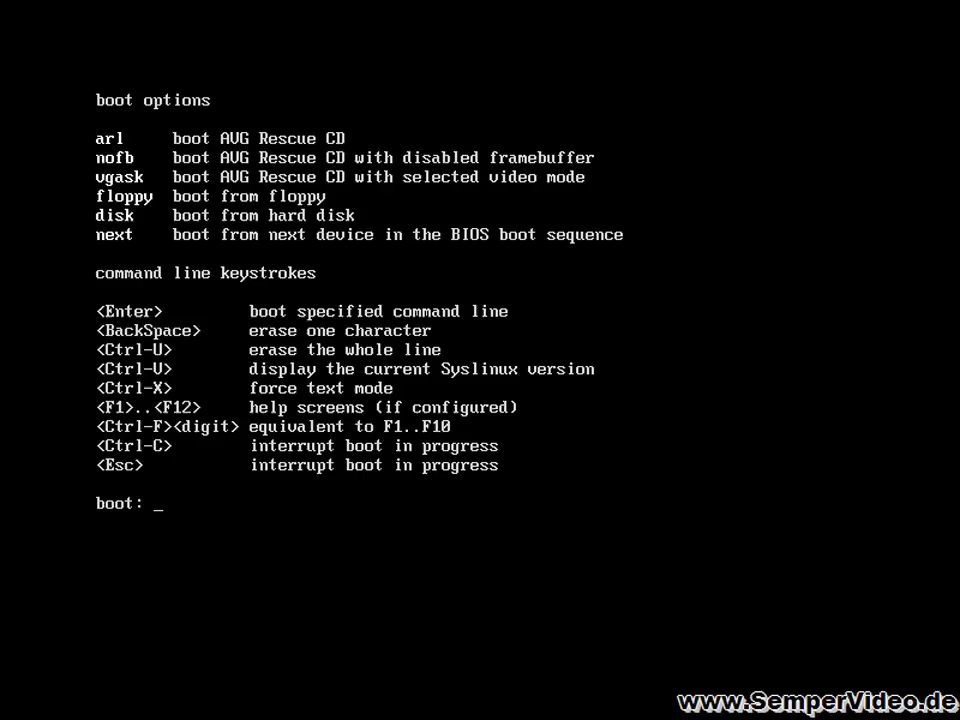 boot options
arl boot AVG Rescue CD
nofb boot AVG Rescue CD with disabled framebuffer
vgask boot AVG Rescue CD with selected video mode
floppy boot from floppy
disk boot from hard disk
next boot from next device in the BIOS boot sequence
command line keystrokes
<Enter> boot specified command line
<BackSpace> erase one character
<Ctrl-U> erase the whole line
<Ctrl-V> display the current Syslinux version
<Ctrl-X> force text mode
<F1>..<F12> help screens (if configured)
<Ctrl-F><digit> equivalent to F1..F10
<Ctrl-C> interrupt boot in progress
<Esc> interrupt boot in progress
boot: _
www.SemperVideo.de